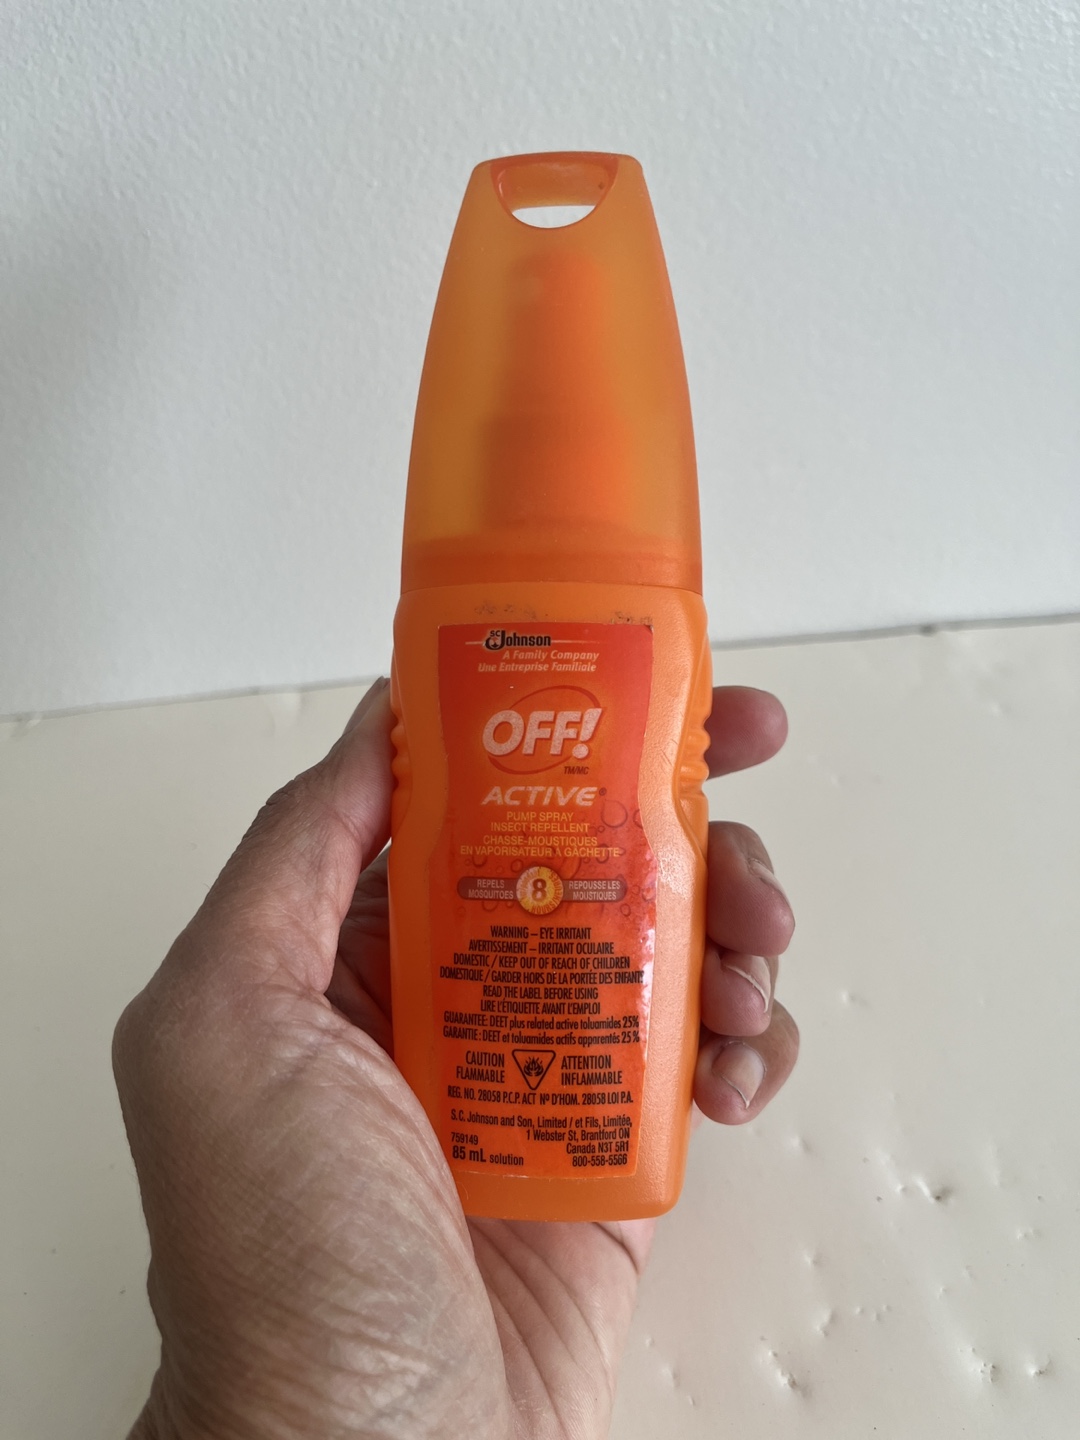 SC Johnson
A Family Company
Une Entreprise Familiale
OFF!
TM/MC
ACTIVE®
PUMP SPRAY
INSECT REPELLENT
CHASSE-MOUSTIQUES
EN VAPORISATEUR À GÂCHETTE
REPELS MOSQUITOES
8
REPOUSSE LES MOUSTIQUES
WARNING – EYE IRRITANT
AVERTISSEMENT – IRRITANT OCULAIRE
DOMESTIC / KEEP OUT OF REACH OF CHILDREN
DOMESTIQUE / GARDER HORS DE LA PORTÉE DES ENFANTS
READ THE LABEL BEFORE USING
LIRE L'ÉTIQUETTE AVANT L'EMPLOI
GUARANTEE: DEET plus related active toluamides 25%
GARANTIE : DEET et toluamides actifs apparentés 25 %
CAUTION FLAMMABLE
ATTENTION INFLAMMABLE
REG. NO. 28058 P.C.P. ACT Nº D'HOM. 28058 LOI P.A.
S.C. Johnson and Son, Limited / et Fils, Limitée,
1 Webster St, Brantford ON
Canada N3T 5R1
800-558-5566
759149
85 mL solution